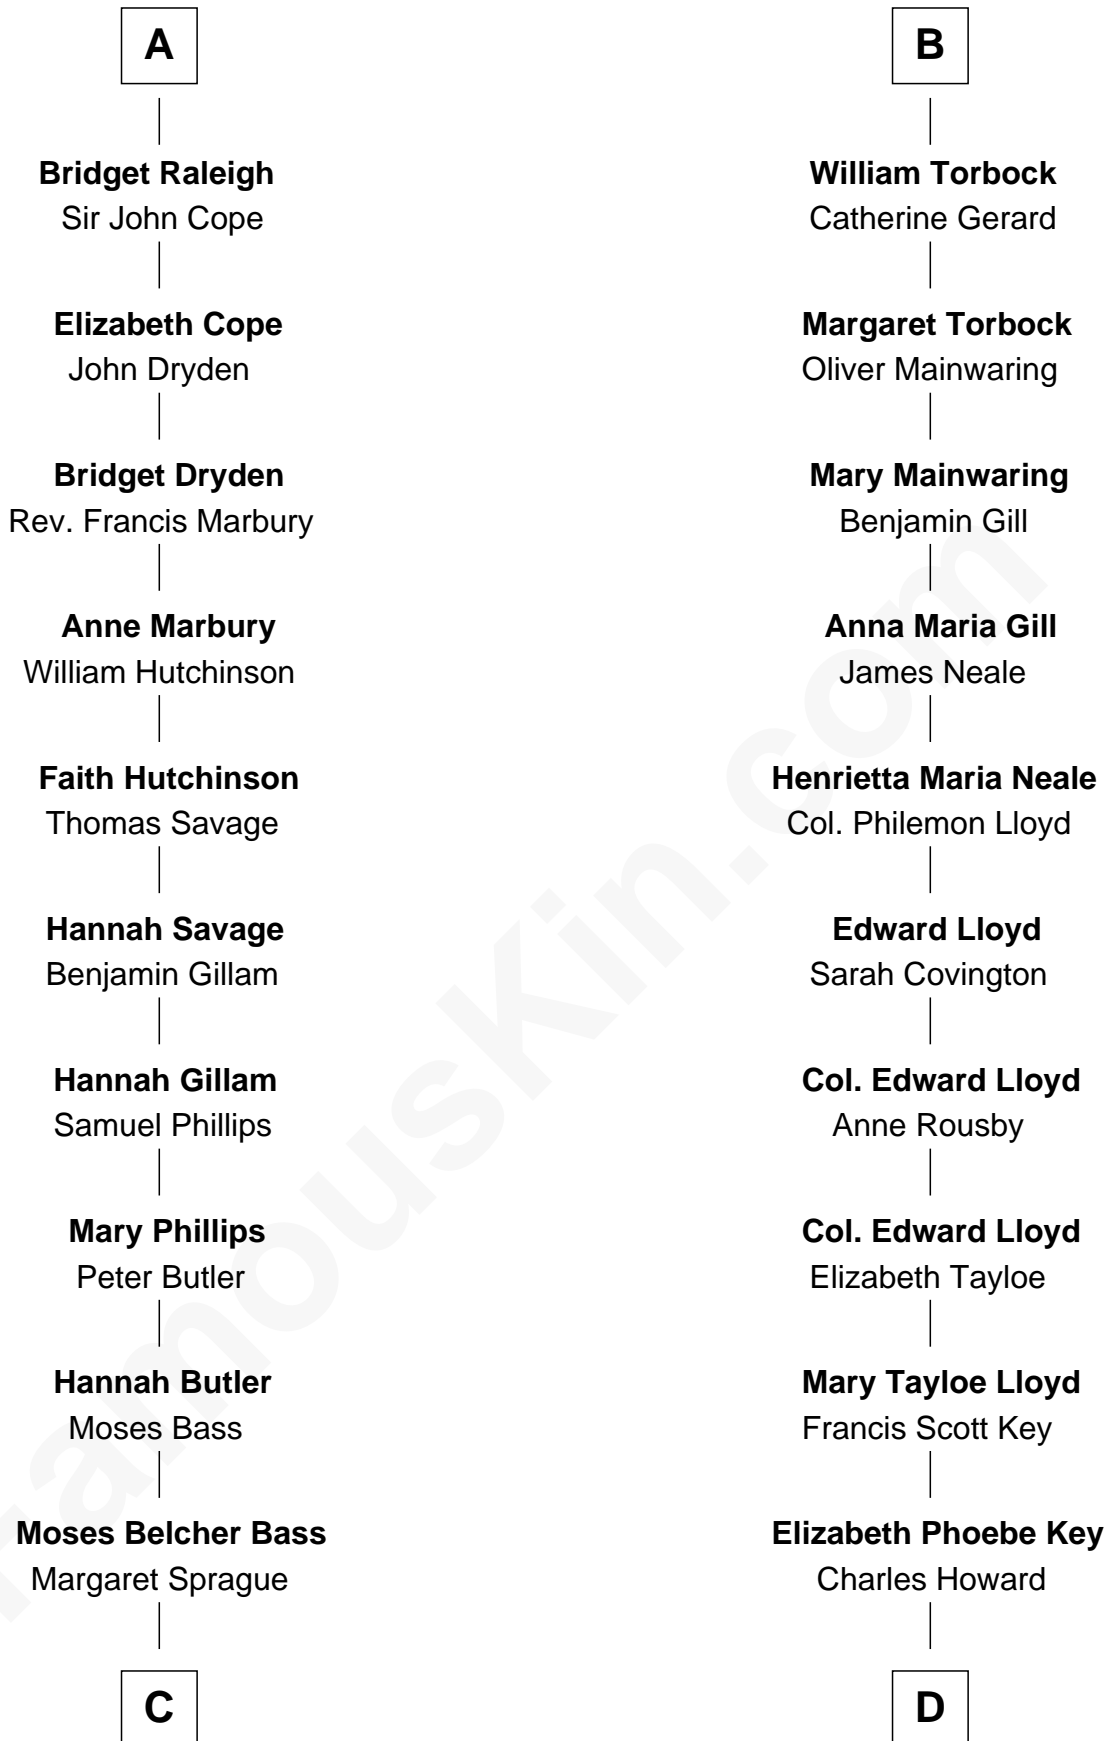 A
Bridget Raleigh
Sir John Cope
Elizabeth Cope
John Dryden
Bridget Dryden
Rev. Francis Marbury
Anne Marbury
William Hutchinson
Faith Hutchinson
Thomas Savage
Hannah Savage
Benjamin Gillam
Hannah Gillam
Samuel Phillips
Mary Phillips
Peter Butler
Hannah Butler
Moses Bass
Moses Belcher Bass
Margaret Sprague
C
B
William Torbock
Catherine Gerard
Margaret Torbock
Oliver Mainwaring
Mary Mainwaring
Benjamin Gill
Anna Maria Gill
James Neale
Henrietta Maria Neale
Col. Philemon Lloyd
Edward Lloyd
Sarah Covington
Col. Edward Lloyd
Anne Rousby
Col. Edward Lloyd
Elizabeth Tayloe
Mary Tayloe Lloyd
Francis Scott Key
Elizabeth Phoebe Key
Charles Howard
D
FamousKin.com